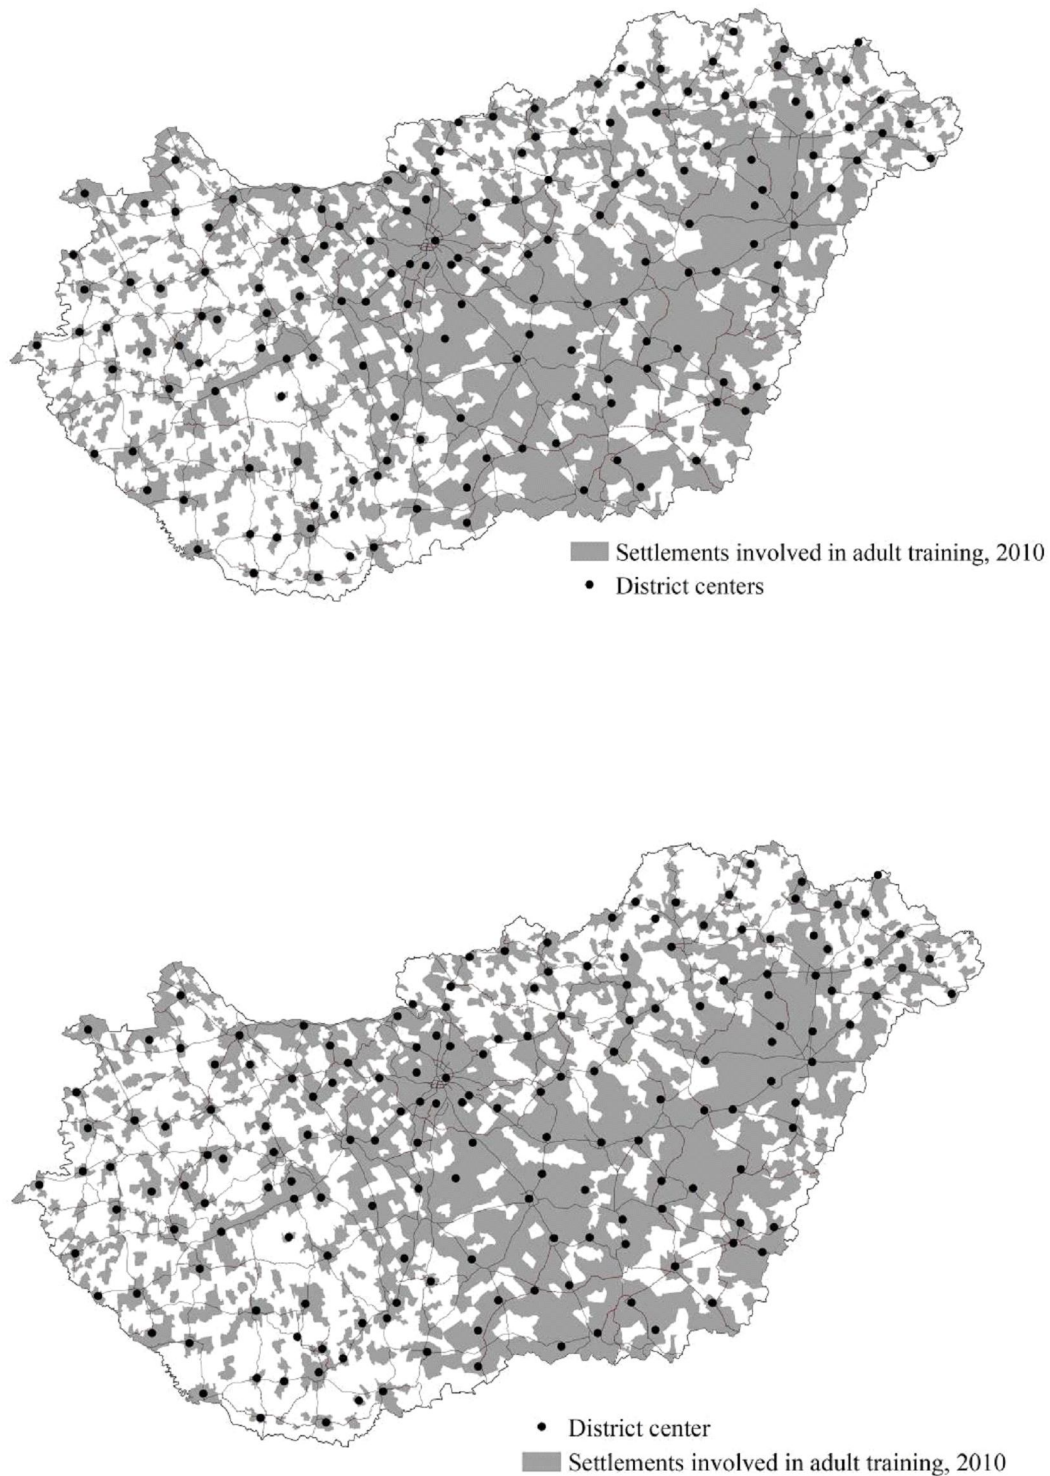 Settlements involved in adult training, 2010
District centers
District center
Settlements involved in adult training, 2010